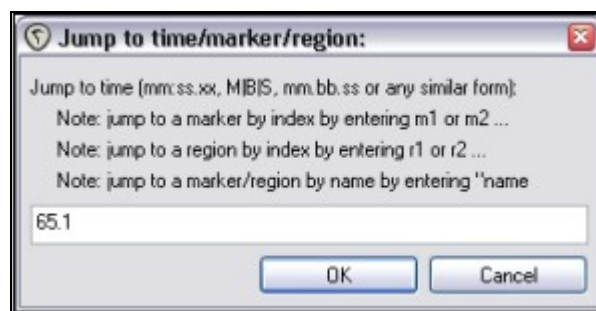 Jump to time/marker/region:
Jump to time (mm:ss.xx, M|B|S, mm.bb.ss or any similar form):
Note: jump to a marker by index by entering m1 or m2 ...
Note: jump to a region by index by entering r1 or r2 ...
Note: jump to a marker/region by name by entering "name
65.1
OK Cancel